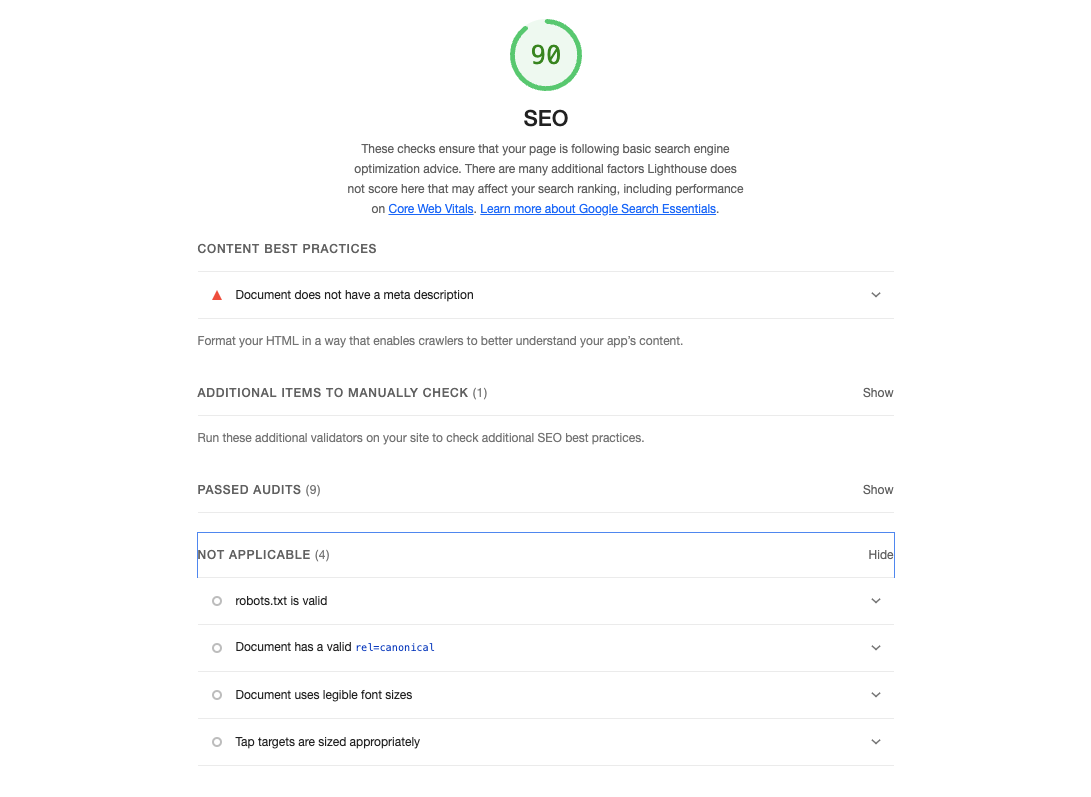 90
SEO
These checks ensure that your page is following basic search engine
optimization advice. There are many additional factors Lighthouse does
not score here that may affect your search ranking, including performance
on Core Web Vitals. Learn more about Google Search Essentials.
CONTENT BEST PRACTICES
Document does not have a meta description
Format your HTML in a way that enables crawlers to better understand your app’s content.
ADDITIONAL ITEMS TO MANUALLY CHECK (1) Show
Run these additional validators on your site to check additional SEO best practices.
PASSED AUDITS (9) Show
NOT APPLICABLE (4) Hide
robots.txt is valid
Document has a valid rel=canonical
Document uses legible font sizes
Tap targets are sized appropriately